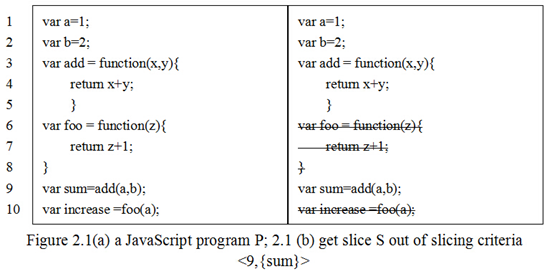 1 var a=1; var a=1;
2 var b=2; var b=2;
3 var add = function(x,y){ var add = function(x,y){
4 return x+y; return x+y;
5 } }
6 var foo = function(z){ var foo = function(z){
7 return z+1; return z+1;
8 } }
9 var sum=add(a,b); var sum=add(a,b);
10 var increase =foo(a); var increase =foo(a);
Figure 2.1(a) a JavaScript program P; 2.1 (b) get slice S out of slicing criteria
<9,{sum}>